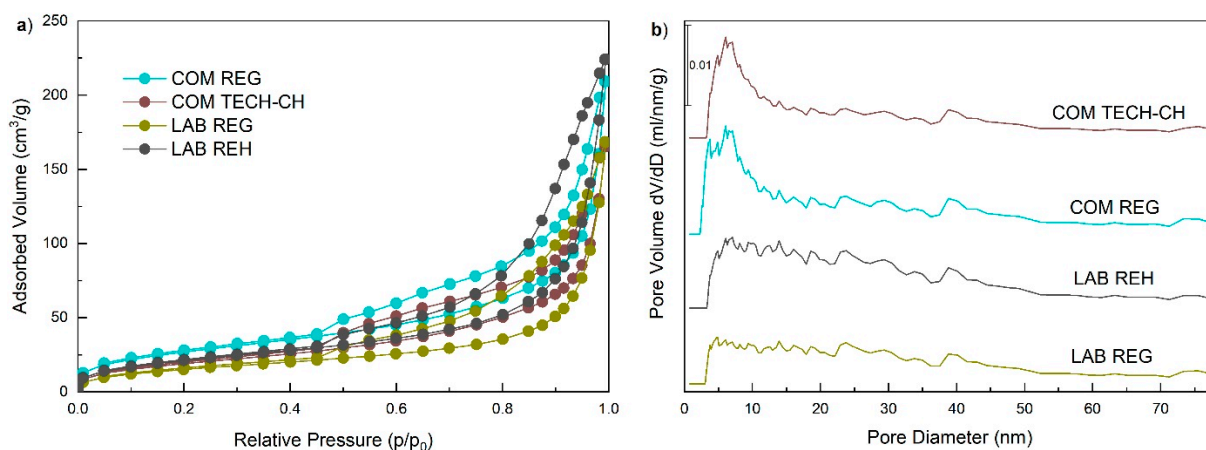 a)
250
200
150
100
50
0
Adsorbed Volume (cm³/g)
COM REG
COM TECH-CH
LAB REG
LAB REH
0.0 0.2 0.4 0.6 0.8 1.0
Relative Pressure (p/p₀)
b)
0.01
Pore Volume dV/dD (ml/nm/g)
COM TECH-CH
COM REG
LAB REH
LAB REG
0 10 20 30 40 50 60 70
Pore Diameter (nm)